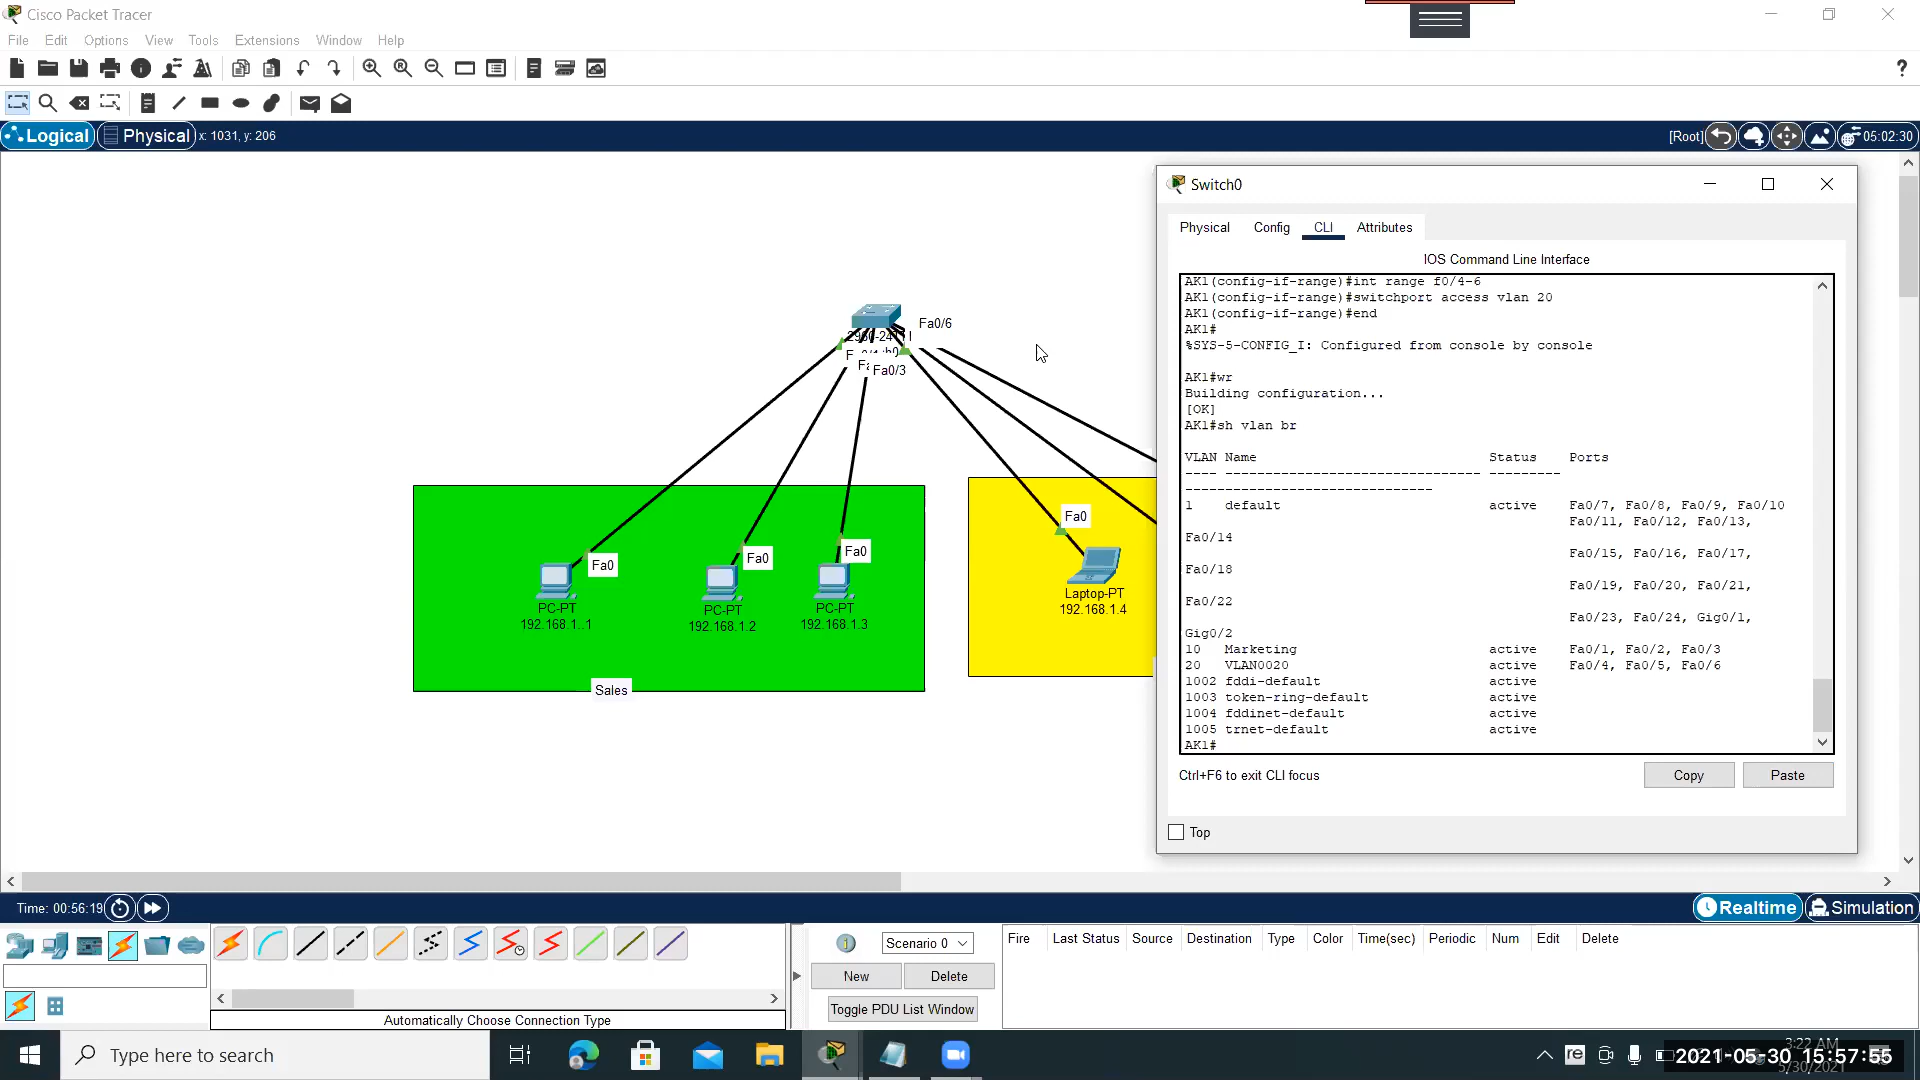 Cisco Packet Tracer
File Edit Options View Tools Extensions Window Help
Logical Physical x: 1031, y: 206
[Root] 05:02:30
Fa0/6
Fa0/3
Fa0
Fa0
Fa0
Fa0
PC-PT
192.168.1..1
PC-PT
192.168.1.2
PC-PT
192.168.1.3
Laptop-PT
192.168.1.4
Sales
Switch0
Physical Config CLI Attributes
IOS Command Line Interface
AK1(config-if-range)#int range f0/4-6
AK1(config-if-range)#switchport access vlan 20
AK1(config-if-range)#end
AK1#
%SYS-5-CONFIG_I: Configured from console by console
AK1#wr
Building configuration...
[OK]
AK1#sh vlan br
VLAN Name Status Ports
---- -------------------------------- ---------
-------------------------------
1 default active Fa0/7, Fa0/8, Fa0/9, Fa0/10
Fa0/11, Fa0/12, Fa0/13,
Fa0/14
Fa0/15, Fa0/16, Fa0/17,
Fa0/18
Fa0/19, Fa0/20, Fa0/21,
Fa0/22
Fa0/23, Fa0/24, Gig0/1,
Gig0/2
10 Marketing active Fa0/1, Fa0/2, Fa0/3
20 VLAN0020 active Fa0/4, Fa0/5, Fa0/6
1002 fddi-default active
1003 token-ring-default active
1004 fddinet-default active
1005 trnet-default active
AK1#
Ctrl+F6 to exit CLI focus
Copy Paste
Top
Time: 00:56:19
Realtime Simulation
Scenario 0
New Delete
Toggle PDU List Window
Fire Last Status Source Destination Type Color Time(sec) Periodic Num Edit Delete
Automatically Choose Connection Type
Type here to search
re
3:22 AM
5/30/2021
2021-05-30 15:57:55